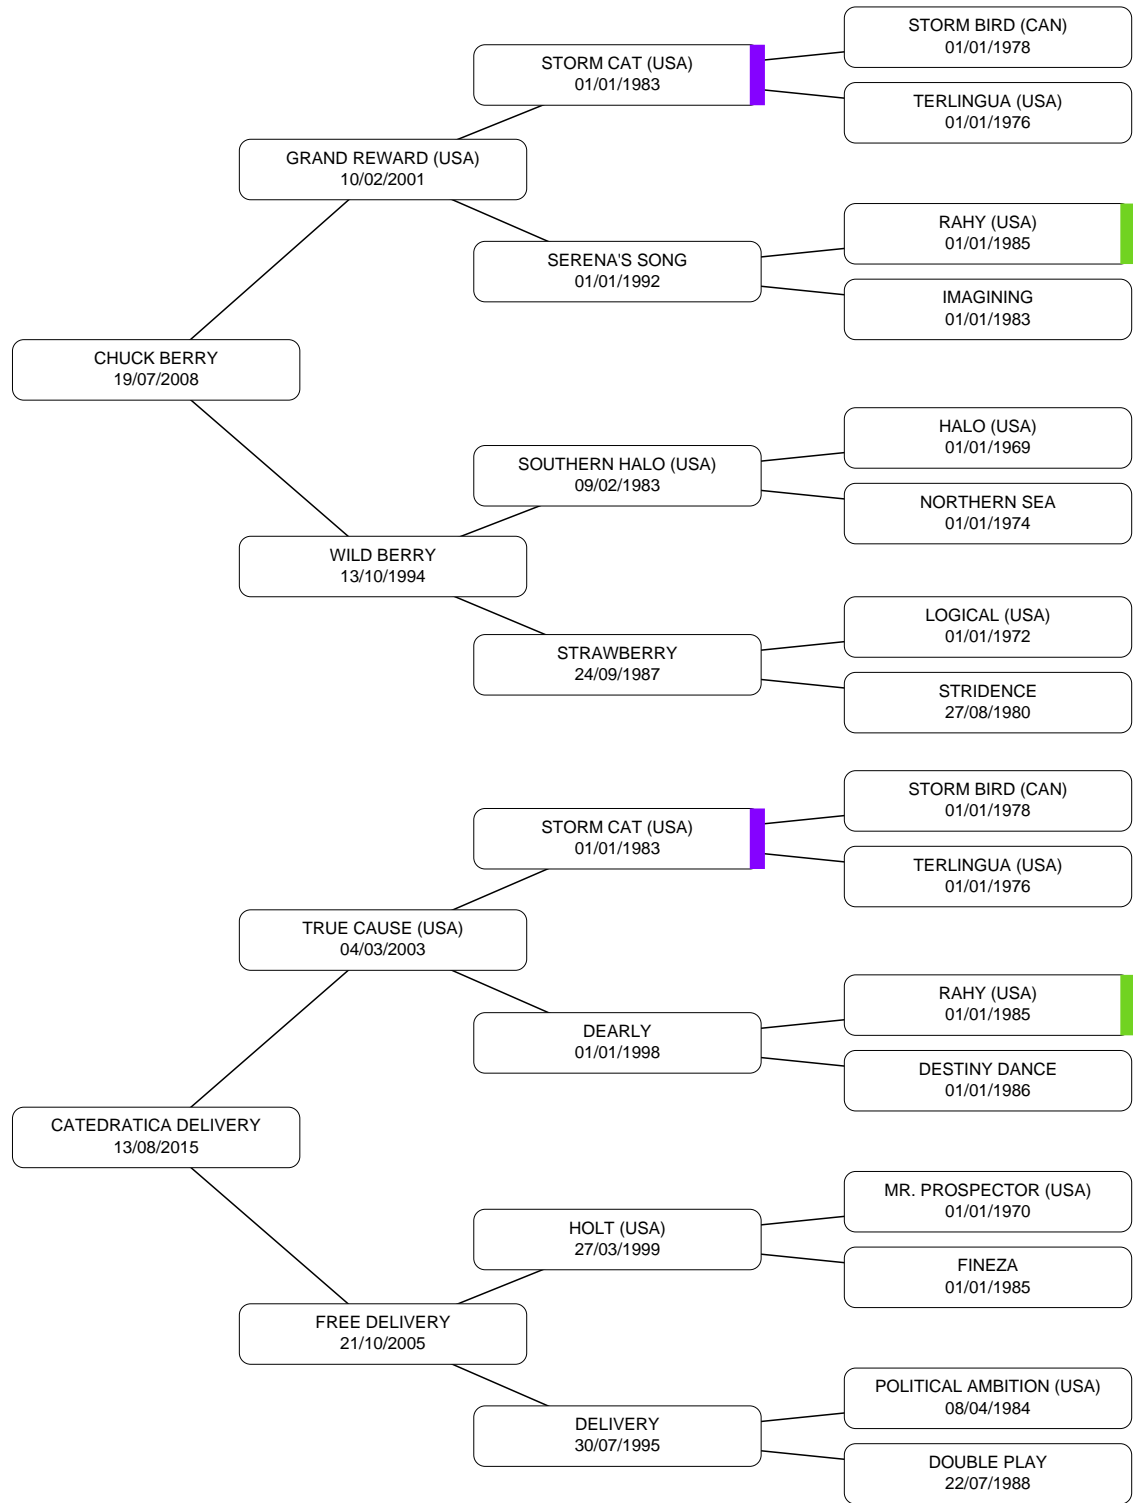 STORM BIRD (CAN)
01/01/1978
STORM CAT (USA)
01/01/1983
TERLINGUA (USA)
01/01/1976
GRAND REWARD (USA)
10/02/2001
RAHY (USA)
01/01/1985
SERENA'S SONG
01/01/1992
IMAGINING
01/01/1983
CHUCK BERRY
19/07/2008
HALO (USA)
01/01/1969
SOUTHERN HALO (USA)
09/02/1983
NORTHERN SEA
01/01/1974
WILD BERRY
13/10/1994
LOGICAL (USA)
01/01/1972
STRAWBERRY
24/09/1987
STRIDENCE
27/08/1980
STORM BIRD (CAN)
01/01/1978
STORM CAT (USA)
01/01/1983
TERLINGUA (USA)
01/01/1976
TRUE CAUSE (USA)
04/03/2003
RAHY (USA)
01/01/1985
DEARLY
01/01/1998
DESTINY DANCE
01/01/1986
CATEDRATICA DELIVERY
13/08/2015
MR. PROSPECTOR (USA)
01/01/1970
HOLT (USA)
27/03/1999
FINEZA
01/01/1985
FREE DELIVERY
21/10/2005
POLITICAL AMBITION (USA)
08/04/1984
DELIVERY
30/07/1995
DOUBLE PLAY
22/07/1988